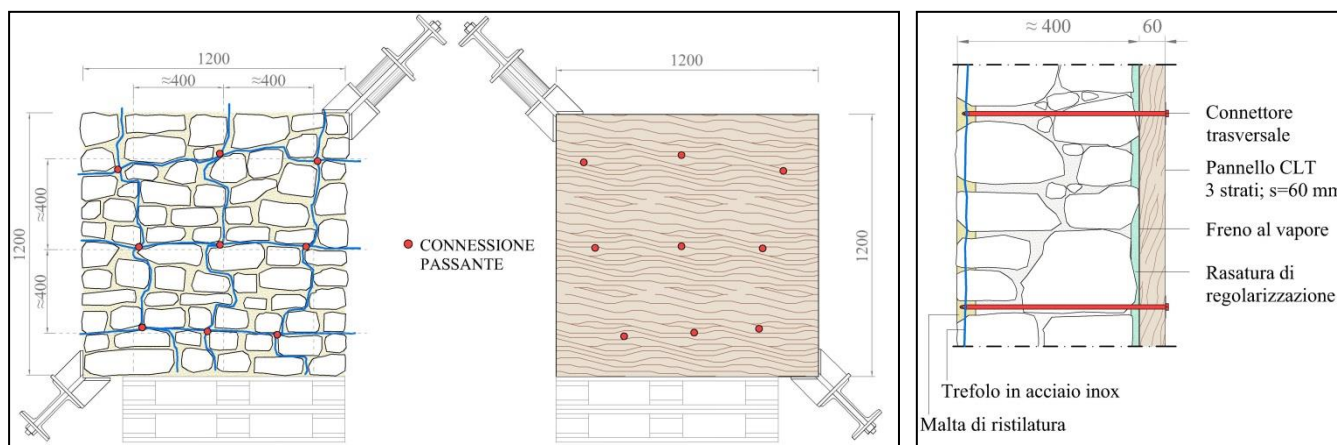 1200
≈400
≈400
1200
≈400
≈400
CONNESSIONE
PASSANTE
1200
1200
≈ 400
60
Connettore
trasversale
Pannello CLT
3 strati; s=60 mm
Freno al vapore
Rasatura di
regolarizzazione
Trefolo in acciaio inox
Malta di ristilatura